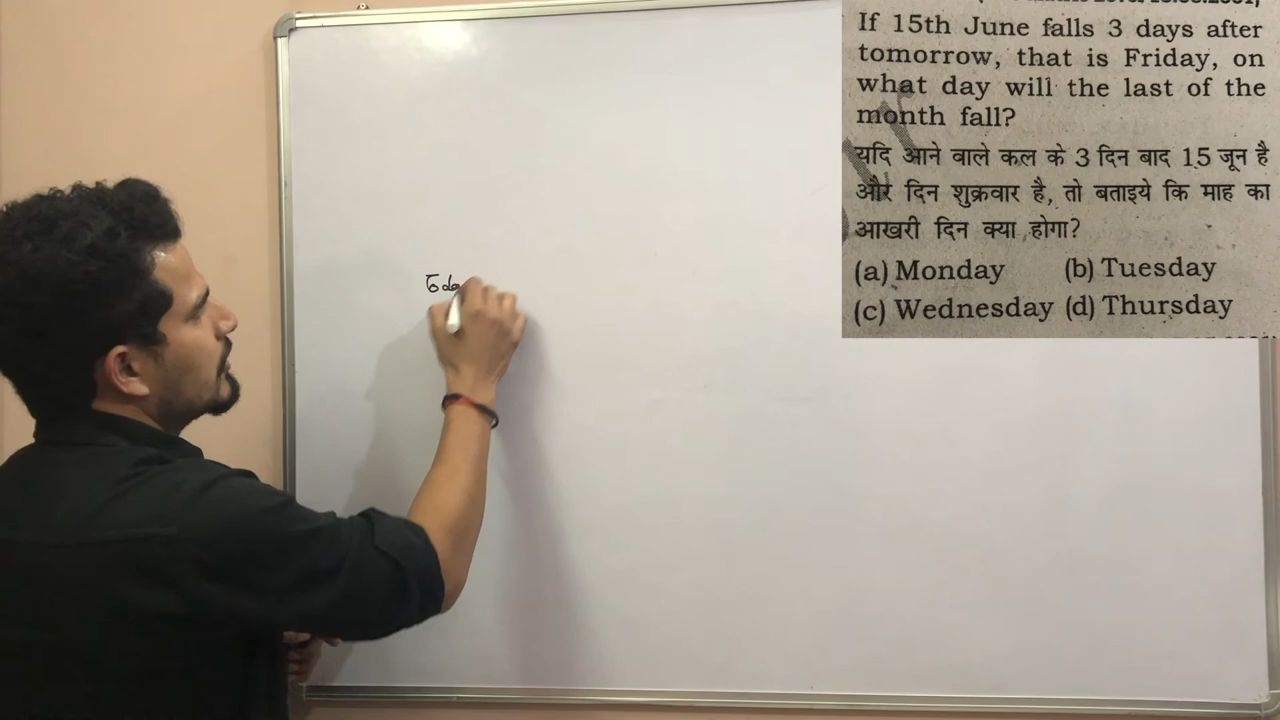 If 15th June falls 3 days after
tomorrow, that is Friday, on
what day will the last of the
month fall?
यदि आने वाले कल के 3 दिन बाद 15 जून है
और दिन शुक्रवार है, तो बताइये कि माह का
आखरी दिन क्या होगा?
(a) Monday (b) Tuesday
(c) Wednesday (d) Thursday